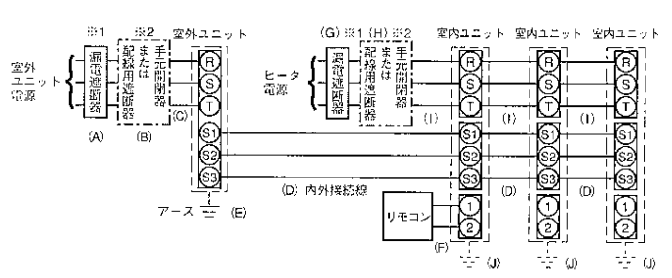 ※1
※2
室外ユニット
(G)
※1
(H)
※2
室内ユニット
室内ユニット
室内ユニット
室外
ユニット
電源
漏電遮断器
手元開閉器
または
配線用遮断器
R
S
T
(A)
(B)
(C)
S1
S2
S3
アース
(E)
ヒータ
電源
漏電遮断器
手元開閉器
または
配線用遮断器
(I)
(I)
(I)
(D) 内外接続線
(D)
(D)
R
S
T
S1
S2
S3
1
2
R
S
T
S1
S2
S3
1
2
R
S
T
S1
S2
S3
1
2
リモコン
(F)
(J)
(J)
(J)